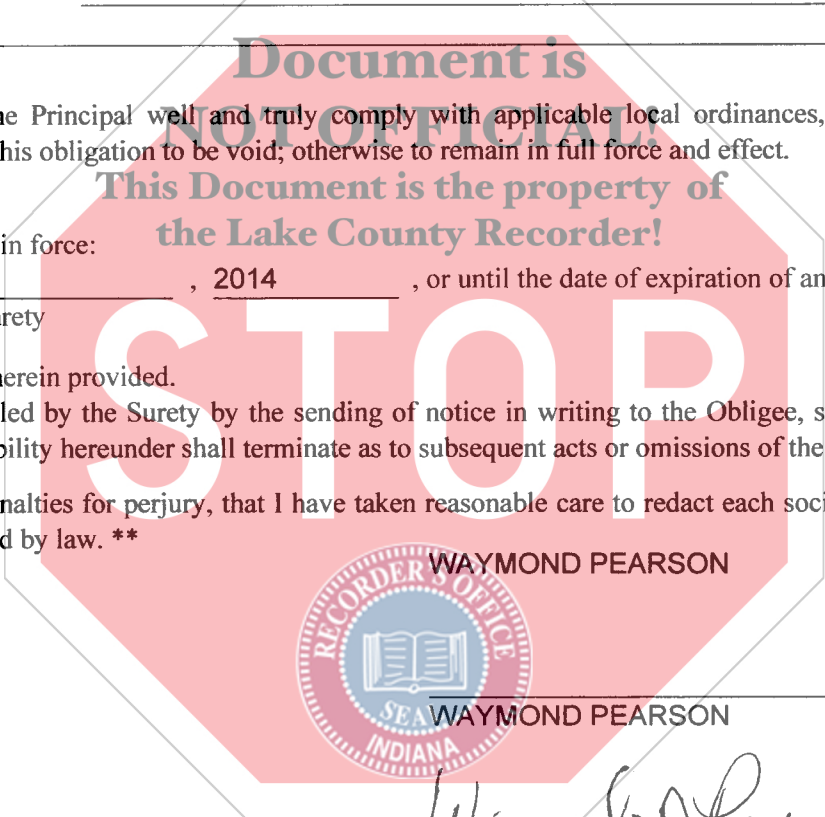 Document is
NOT OFFICIAL!
e Principal well and truly comply with applicable local ordinances,
his obligation to be void; otherwise to remain in full force and effect.
This Document is the property of
the Lake County Recorder!
in force:
, 2014 , or until the date of expiration of an
rety
STOP
erein provided.
led by the Surety by the sending of notice in writing to the Obligee, s
bility hereunder shall terminate as to subsequent acts or omissions of the
nalties for perjury, that I have taken reasonable care to redact each soci
d by law. **
WAYMOND PEARSON
RECORDER'S OFFICE
SEAL
INDIANA
WAYMOND PEARSON